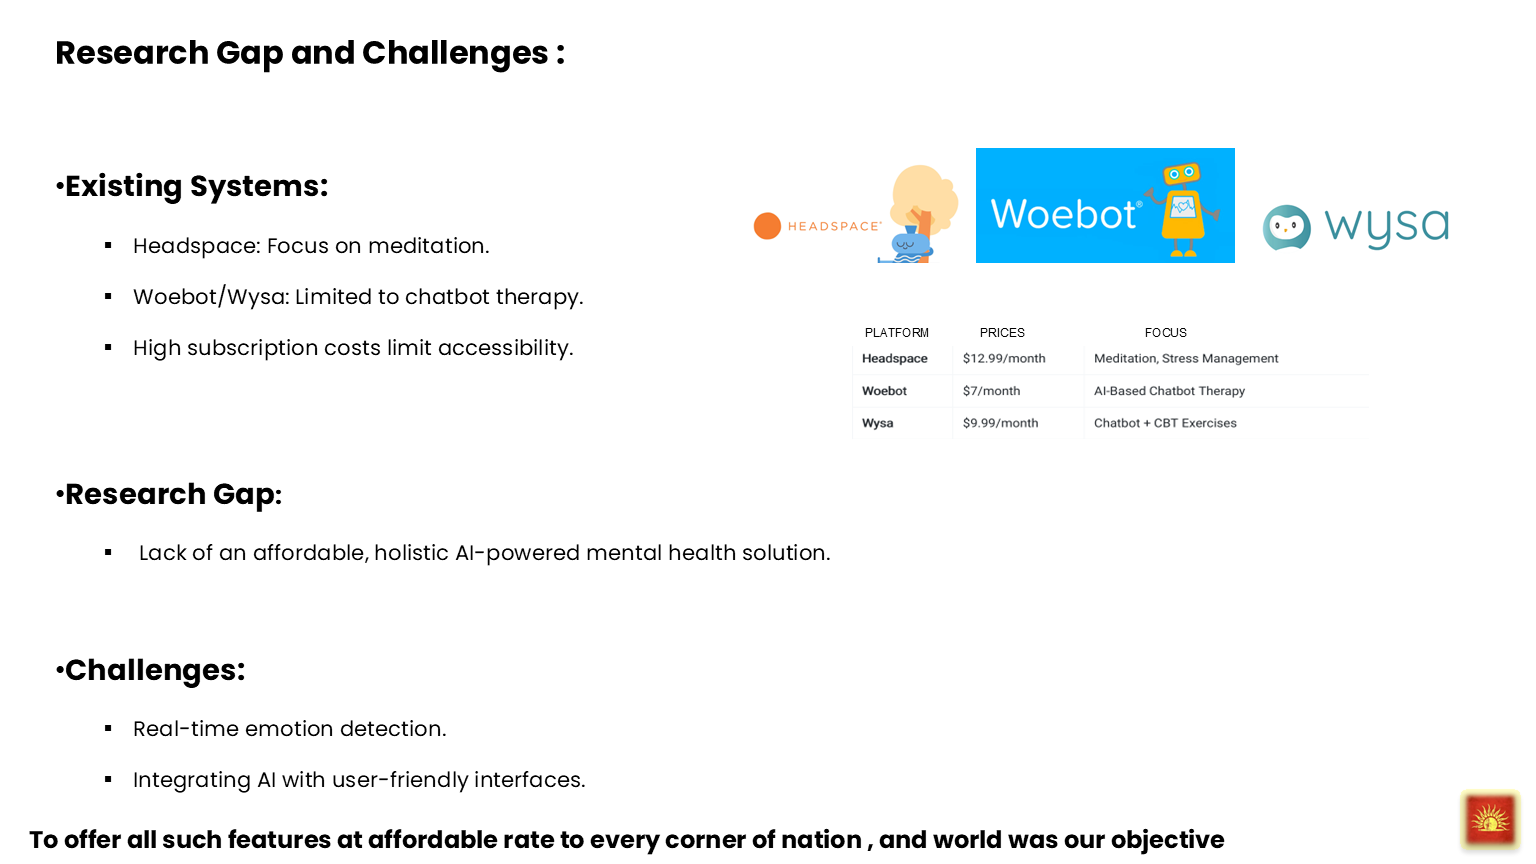 Research Gap and Challenges :
•Existing Systems:
▪ Headspace: Focus on meditation.
▪ Woebot/Wysa: Limited to chatbot therapy.
▪ High subscription costs limit accessibility.
HEADSPACE
Woebot®
wysa
PLATFORM PRICES FOCUS
Headspace $12.99/month Meditation, Stress Management
Woebot $7/month AI-Based Chatbot Therapy
Wysa $9.99/month Chatbot + CBT Exercises
•Research Gap:
▪ Lack of an affordable, holistic AI-powered mental health solution.
•Challenges:
▪ Real-time emotion detection.
▪ Integrating AI with user-friendly interfaces.
To offer all such features at affordable rate to every corner of nation , and world was our objective